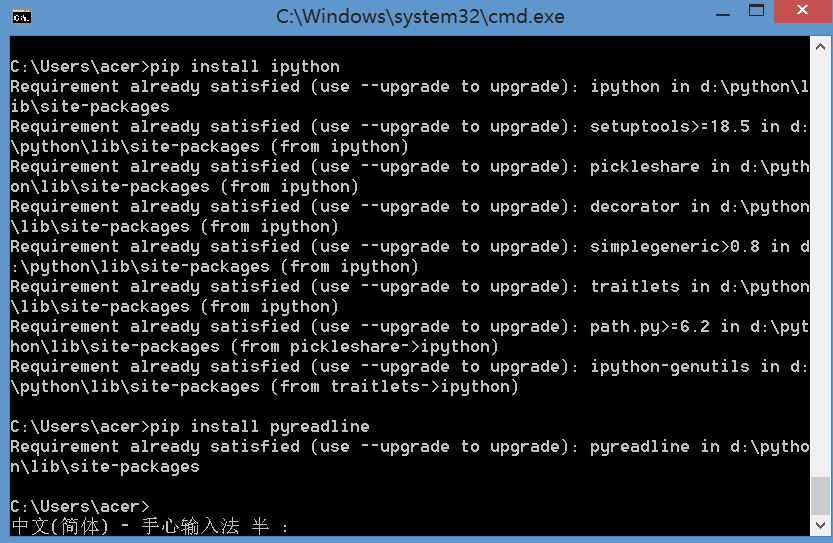 C:\Windows\system32\cmd.exe
C:\Users\acer>pip install ipython
Requirement already satisfied (use --upgrade to upgrade): ipython in d:\python\l
ib\site-packages
Requirement already satisfied (use --upgrade to upgrade): setuptools>=18.5 in d:
\python\lib\site-packages (from ipython)
Requirement already satisfied (use --upgrade to upgrade): pickleshare in d:\pyth
on\lib\site-packages (from ipython)
Requirement already satisfied (use --upgrade to upgrade): decorator in d:\python
\lib\site-packages (from ipython)
Requirement already satisfied (use --upgrade to upgrade): simplegeneric>0.8 in d
:\python\lib\site-packages (from ipython)
Requirement already satisfied (use --upgrade to upgrade): traitlets in d:\python
\lib\site-packages (from ipython)
Requirement already satisfied (use --upgrade to upgrade): path.py>=6.2 in d:\pyt
hon\lib\site-packages (from pickleshare->ipython)
Requirement already satisfied (use --upgrade to upgrade): ipython-genutils in d:
\python\lib\site-packages (from traitlets->ipython)
C:\Users\acer>pip install pyreadline
Requirement already satisfied (use --upgrade to upgrade): pyreadline in d:\pytho
n\lib\site-packages
C:\Users\acer>
中文(简体) - 手心输入法 半 :